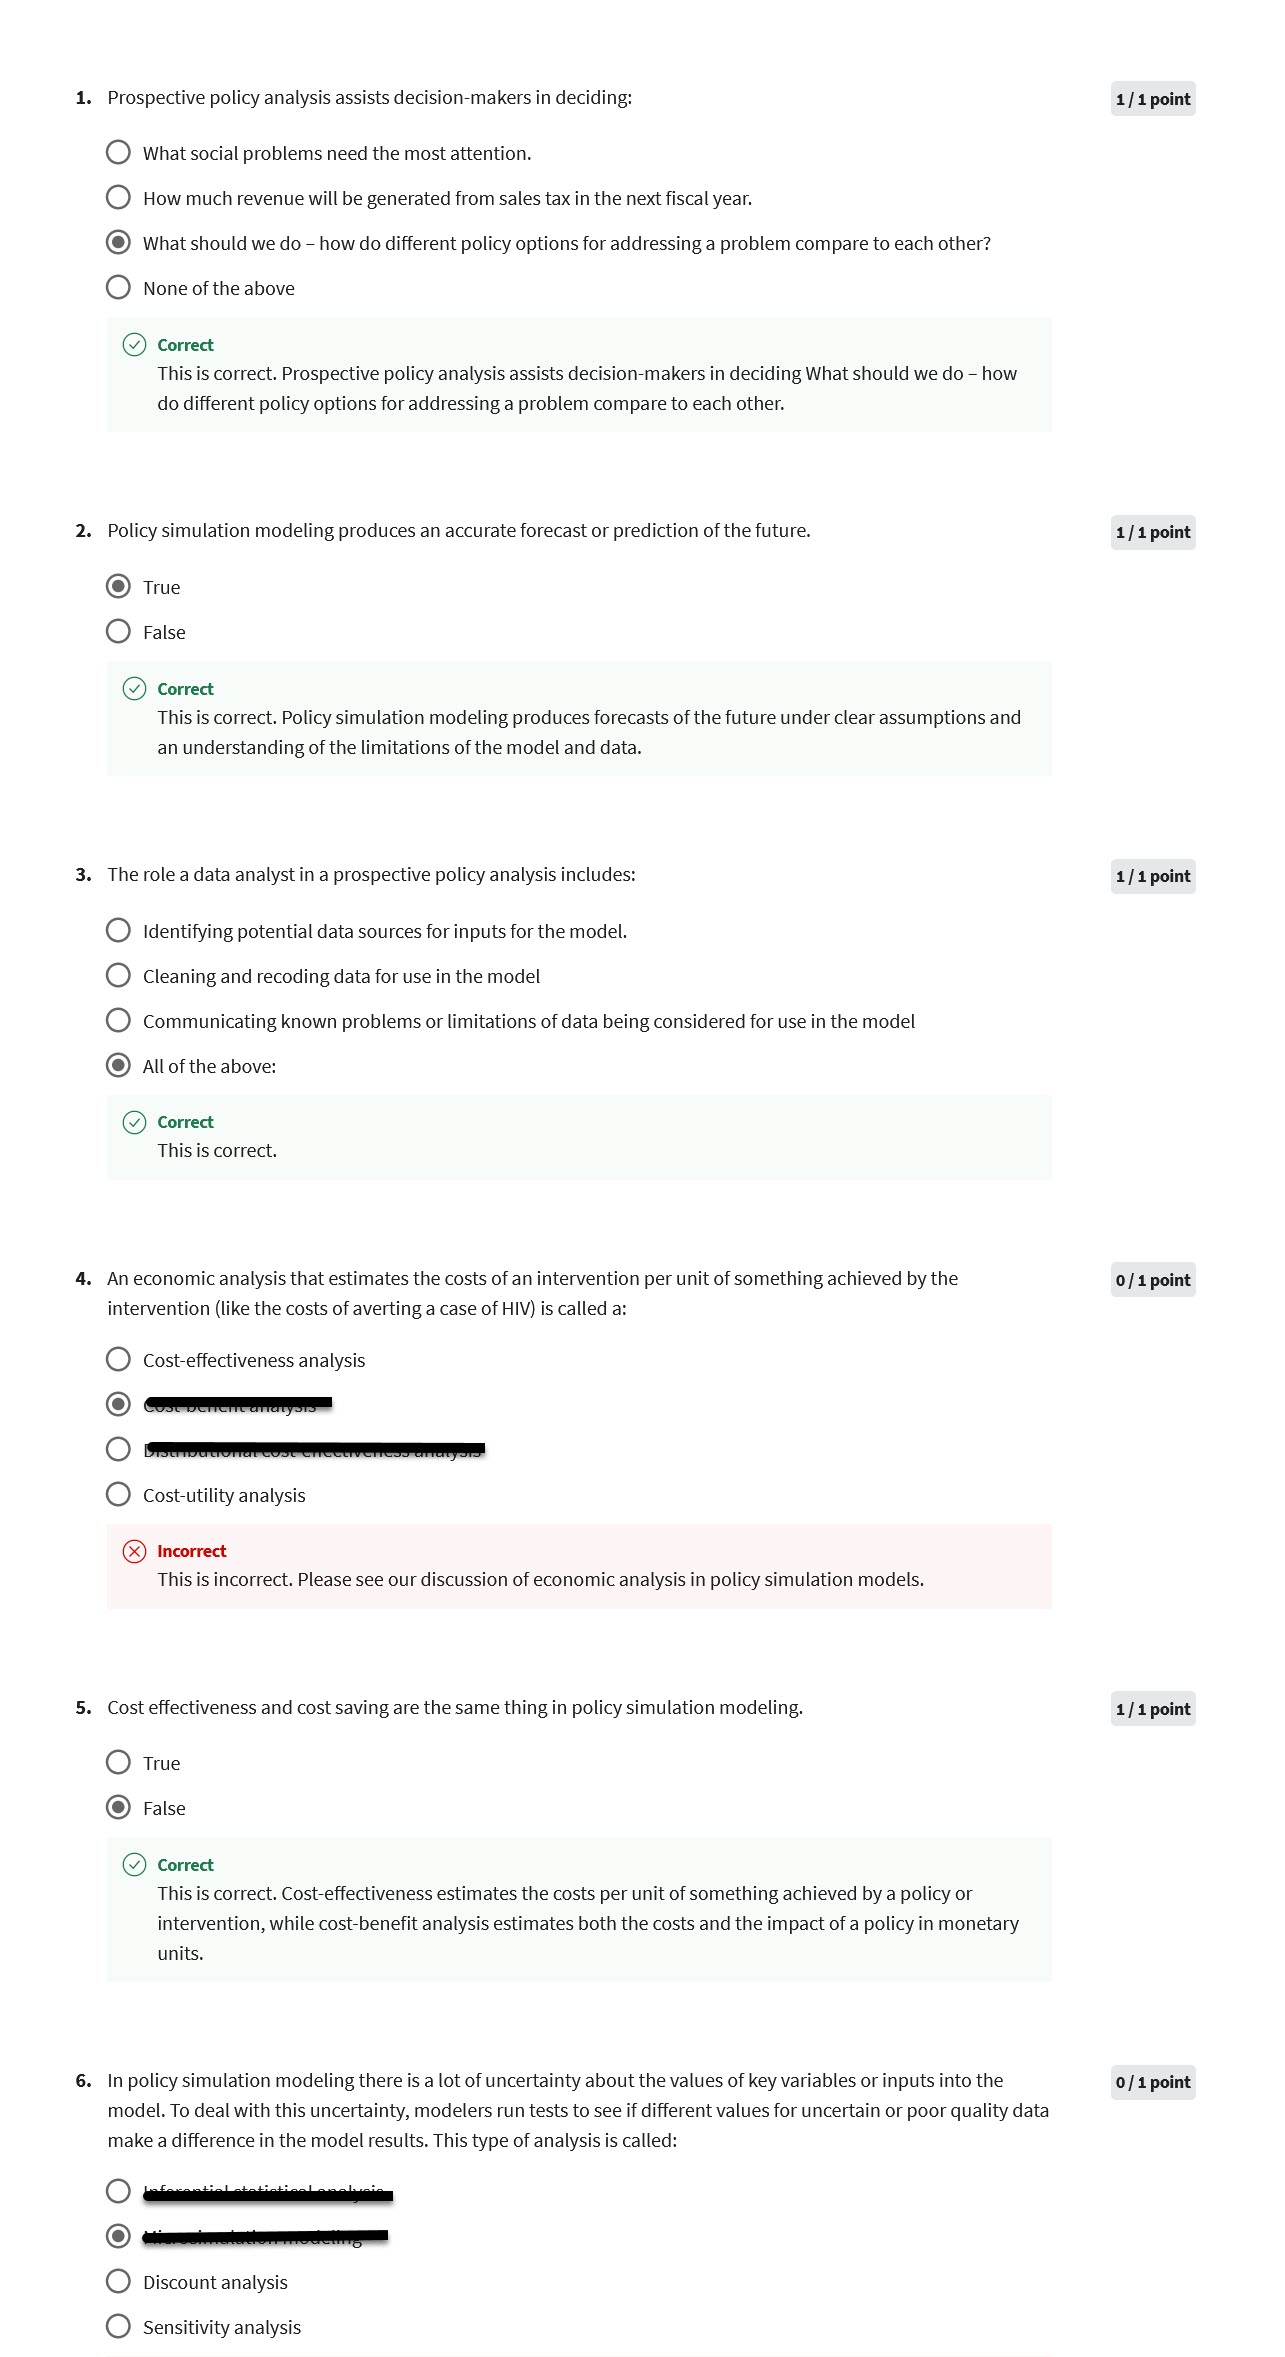 1. Prospective policy analysis assists decision-makers in deciding:
1 / 1 point
What social problems need the most attention.
How much revenue will be generated from sales tax in the next fiscal year.
What should we do – how do different policy options for addressing a problem compare to each other?
None of the above
Correct
This is correct. Prospective policy analysis assists decision-makers in deciding What should we do – how
do different policy options for addressing a problem compare to each other.
2. Policy simulation modeling produces an accurate forecast or prediction of the future.
1 / 1 point
True
False
Correct
This is correct. Policy simulation modeling produces forecasts of the future under clear assumptions and
an understanding of the limitations of the model and data.
3. The role a data analyst in a prospective policy analysis includes:
1 / 1 point
Identifying potential data sources for inputs for the model.
Cleaning and recoding data for use in the model
Communicating known problems or limitations of data being considered for use in the model
All of the above:
Correct
This is correct.
4. An economic analysis that estimates the costs of an intervention per unit of something achieved by the
intervention (like the costs of averting a case of HIV) is called a:
0 / 1 point
Cost-effectiveness analysis
Cost-benefit analysis
Distributional cost-effectiveness analysis
Cost-utility analysis
Incorrect
This is incorrect. Please see our discussion of economic analysis in policy simulation models.
5. Cost effectiveness and cost saving are the same thing in policy simulation modeling.
1 / 1 point
True
False
Correct
This is correct. Cost-effectiveness estimates the costs per unit of something achieved by a policy or
intervention, while cost-benefit analysis estimates both the costs and the impact of a policy in monetary
units.
6. In policy simulation modeling there is a lot of uncertainty about the values of key variables or inputs into the
model. To deal with this uncertainty, modelers run tests to see if different values for uncertain or poor quality data
make a difference in the model results. This type of analysis is called:
0 / 1 point
Inferential statistical analysis
Microsimulation modeling
Discount analysis
Sensitivity analysis